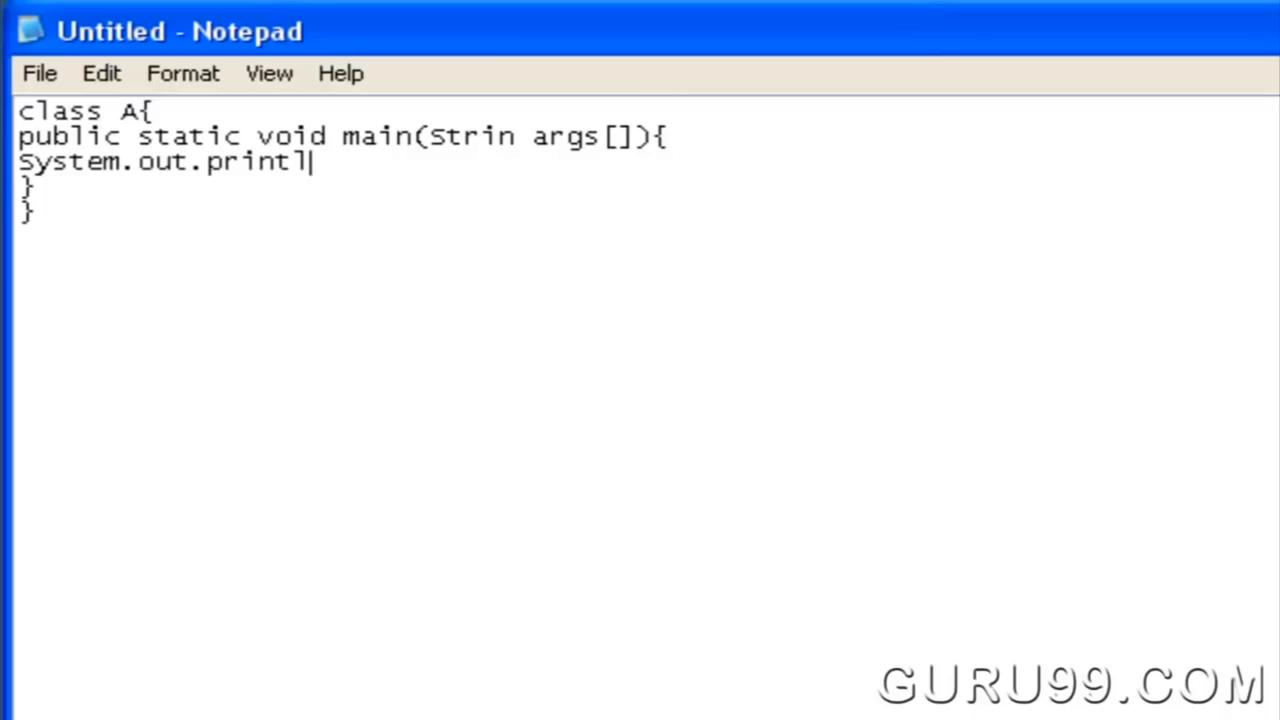 Untitled - Notepad
File Edit Format View Help
class A{
public static void main(Strin args[]){
System.out.printl
}
}
GURU99.COM